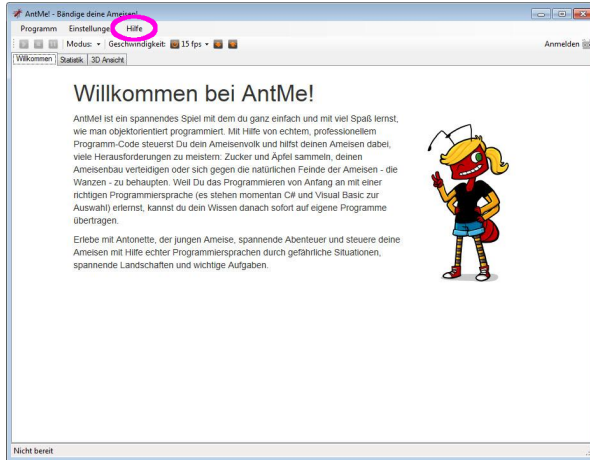 AntMe! - Bändige deine Ameisen!
Programm Einstellungen Hilfe
Modus: Geschwindigkeit: 15 fps Anmelden
Willkommen Statistik 3D Ansicht
Willkommen bei AntMe!
AntMe! ist ein spannendes Spiel mit dem du ganz einfach und mit viel Spaß lernst,
wie man objektorientiert programmiert. Mit Hilfe von echtem, professionellem
Programm-Code steuerst Du dein Ameisenvolk und hilfst deinen Ameisen dabei,
viele Herausforderungen zu meistern: Zucker und Äpfel sammeln, deinen
Ameisenbau verteidigen oder sich gegen die natürlichen Feinde der Ameisen - die
Wanzen - zu behaupten. Weil Du das Programmieren von Anfang an mit einer
richtigen Programmiersprache (es stehen momentan C# und Visual Basic zur
Auswahl) erlernst, kannst du dein Wissen danach sofort auf eigene Programme
übertragen.
Erlebe mit Antonette, der jungen Ameise, spannende Abenteuer und steuere deine
Ameisen mit Hilfe echter Programmiersprachen durch gefährliche Situationen,
spannende Landschaften und wichtige Aufgaben.
Nicht bereit